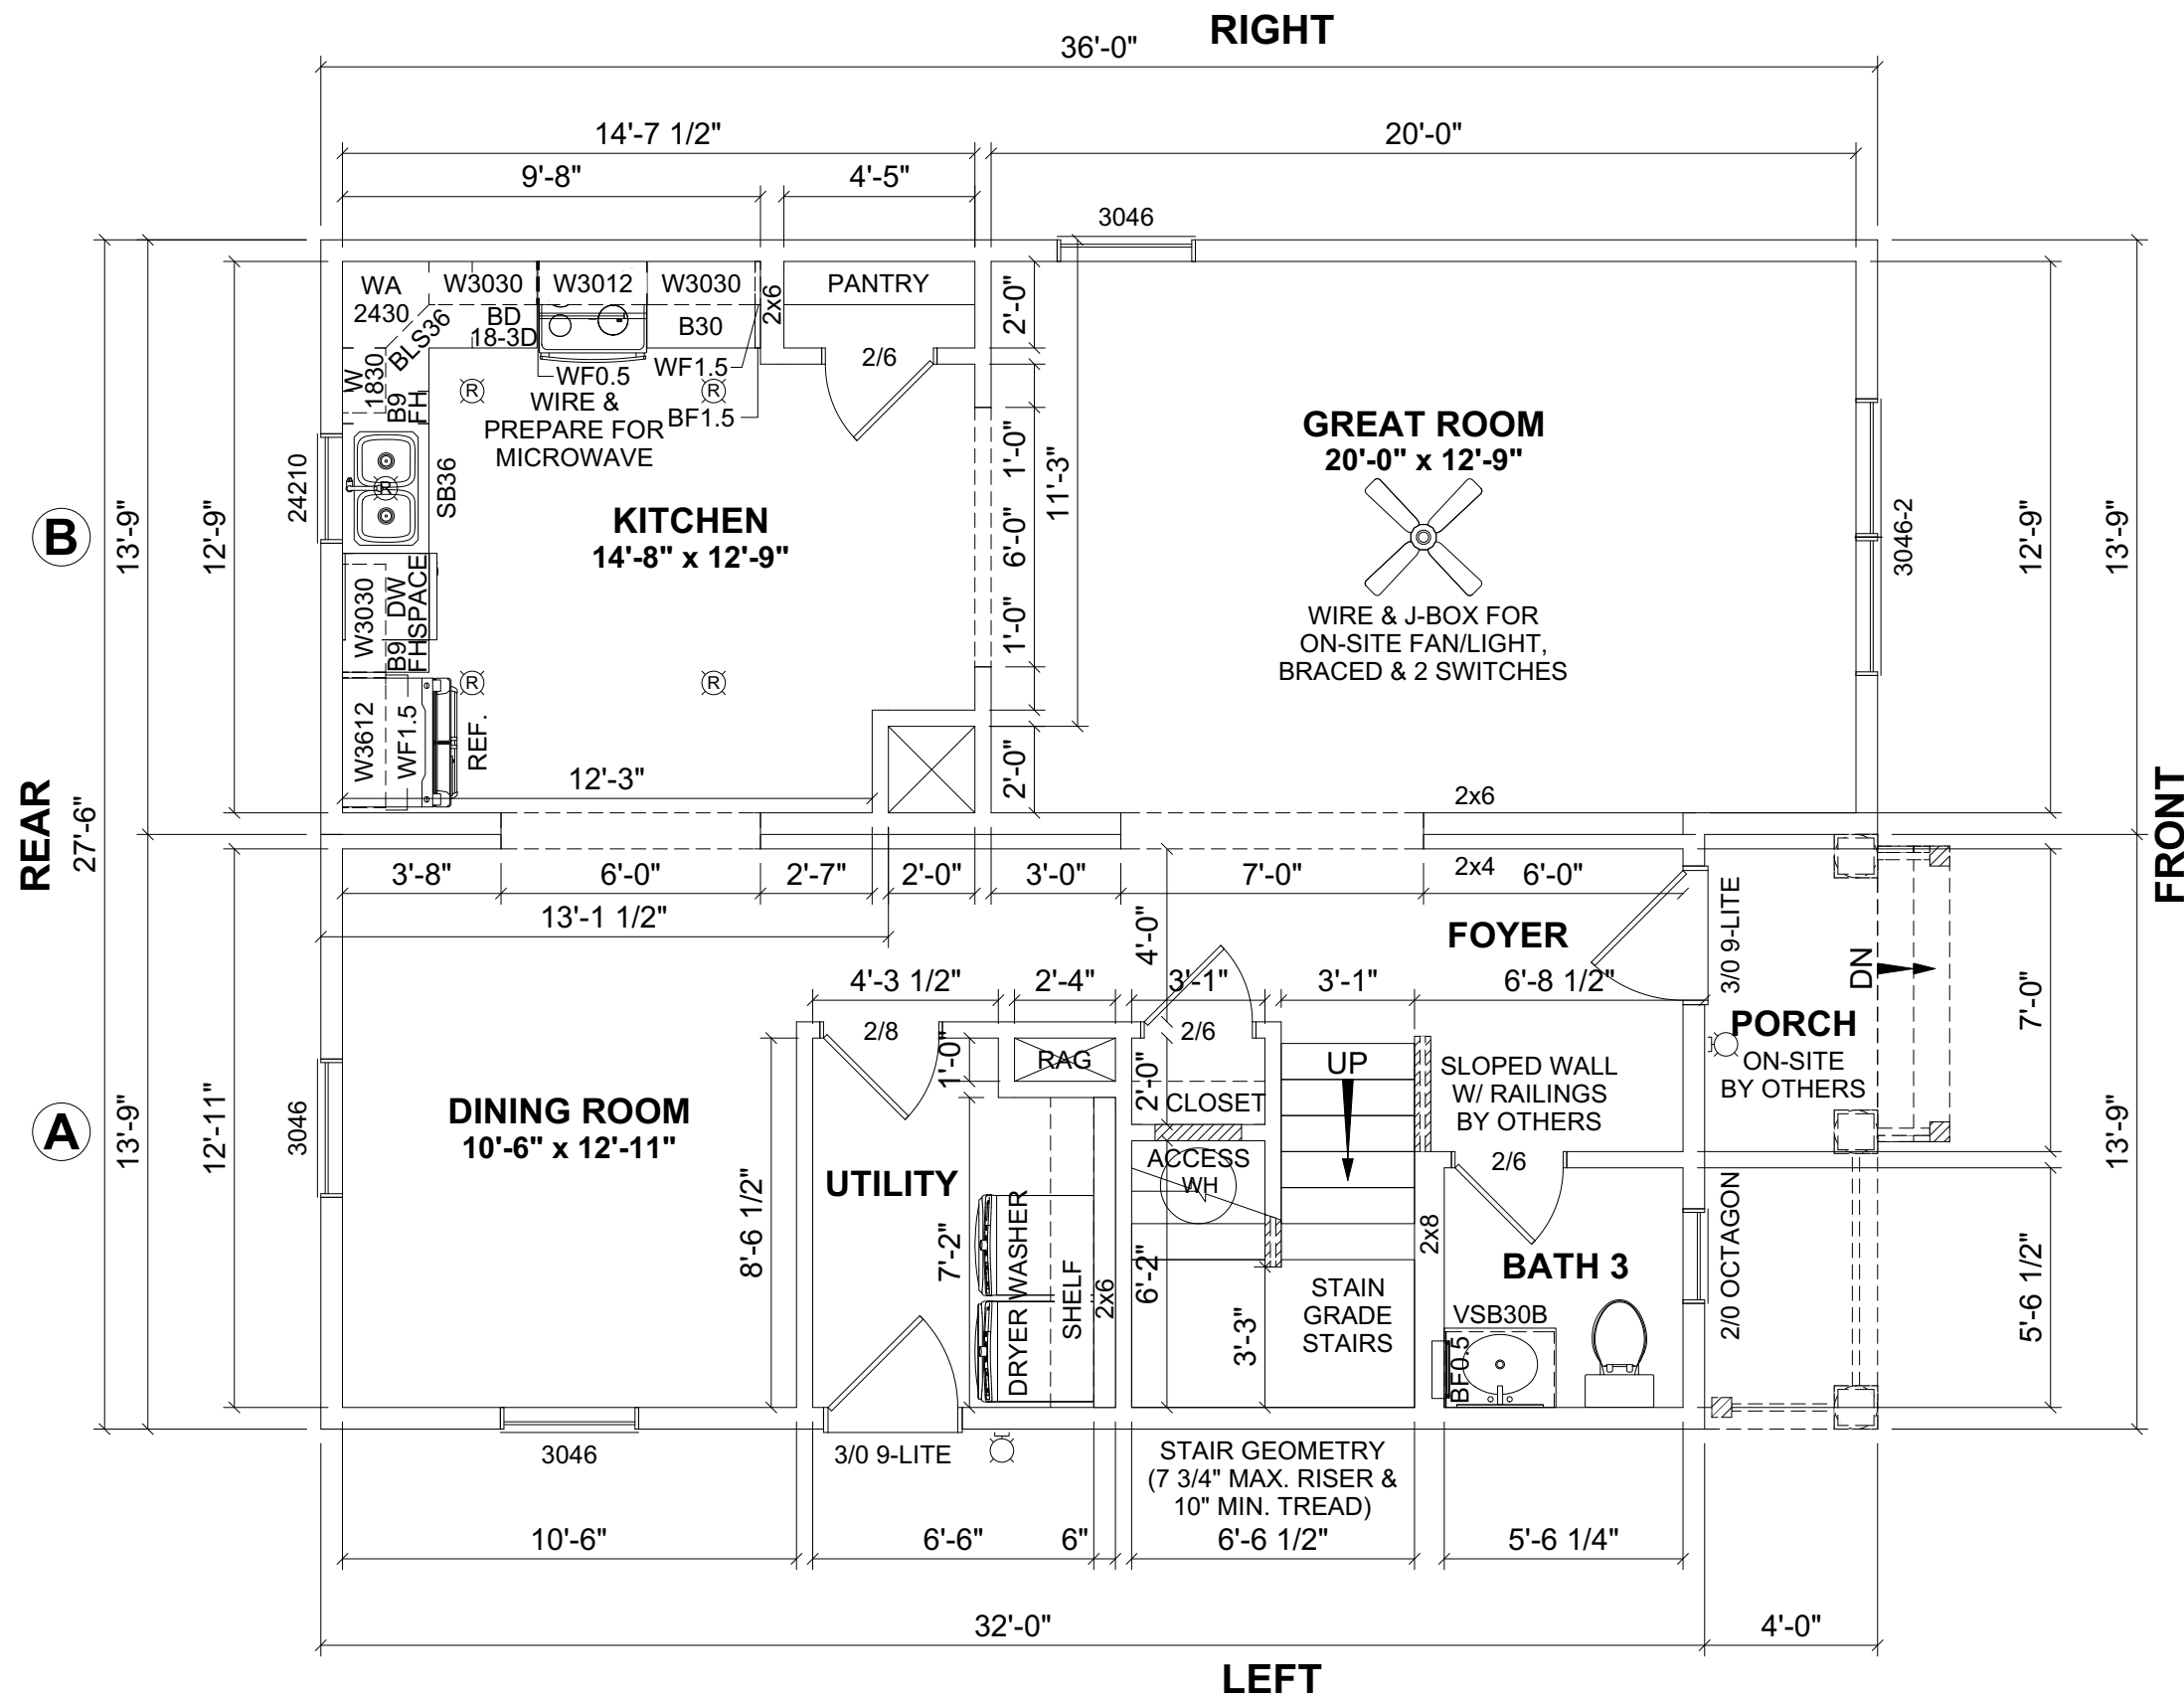 RIGHT
36'-0"
14'-7 1/2"
20'-0"
9'-8"
4'-5"
3046
WA
2430
W3030
W3012
W3030
2x6
PANTRY
2'-0"
BD
18-3D
B30
BLS36
W
1830
B9
FH
WF0.5
WF1.5
BF1.5
2/6
R
R
WIRE &
PREPARE FOR
MICROWAVE
24210
R
SB36
KITCHEN
14'-8" x 12'-9"
1'-0"
6'-0"
1'-0"
11'-3"
2'-0"
GREAT ROOM
20'-0" x 12'-9"
WIRE & J-BOX FOR
ON-SITE FAN/LIGHT,
BRACED & 2 SWITCHES
3046-2
12'-9"
13'-9"
B
13'-9"
12'-9"
W3030
DW
SPACE
B9
FH
R
R
W3612
WF1.5
REF.
12'-3"
2x6
REAR
27'-6"
FRONT
3'-8"
6'-0"
2'-7"
2'-0"
3'-0"
7'-0"
2x4
6'-0"
13'-1 1/2"
4'-0"
FOYER
3/0 9-LITE
DN
4'-3 1/2"
2'-4"
3'-1"
3'-1"
6'-8 1/2"
7'-0"
PORCH
ON-SITE
BY OTHERS
2/8
1'-0"
RAG
2/6
2'-0"
CLOSET
UP
SLOPED WALL
W/ RAILINGS
BY OTHERS
A
13'-9"
12'-11"
3046
DINING ROOM
10'-6" x 12'-11"
13'-9"
ACCESS
WH
2/6
UTILITY
8'-6 1/2"
7'-2"
WASHER
DRYER
SHELF
2x6
6'-2"
3'-3"
STAIN
GRADE
STAIRS
2x8
BATH 3
VSB30B
BF0.5
2/0 OCTAGON
5'-6 1/2"
3046
3/0 9-LITE
STAIR GEOMETRY
(7 3/4" MAX. RISER &
10" MIN. TREAD)
10'-6"
6'-6"
6"
6'-6 1/2"
5'-6 1/4"
32'-0"
4'-0"
LEFT